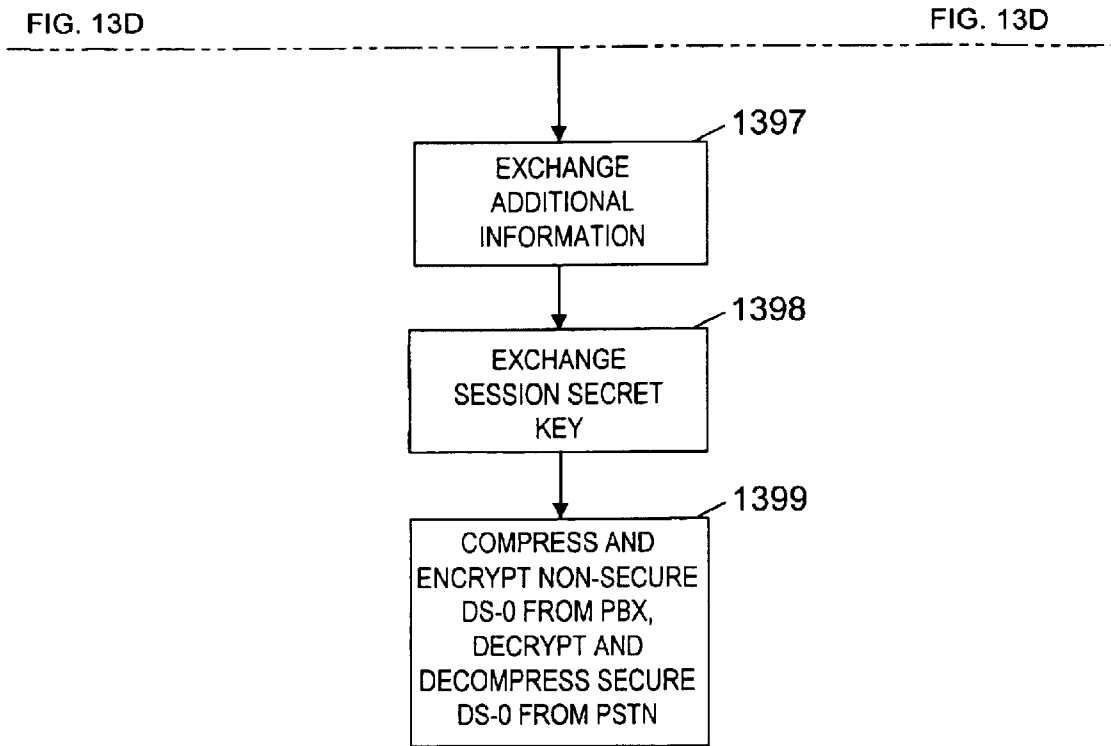 FIG. 13D
FIG. 13D
1397
EXCHANGE
ADDITIONAL
INFORMATION
1398
EXCHANGE
SESSION SECRET
KEY
1399
COMPRESS AND
ENCRYPT NON-SECURE
DS-0 FROM PBX,
DECRYPT AND
DECOMPRESS SECURE
DS-0 FROM PSTN